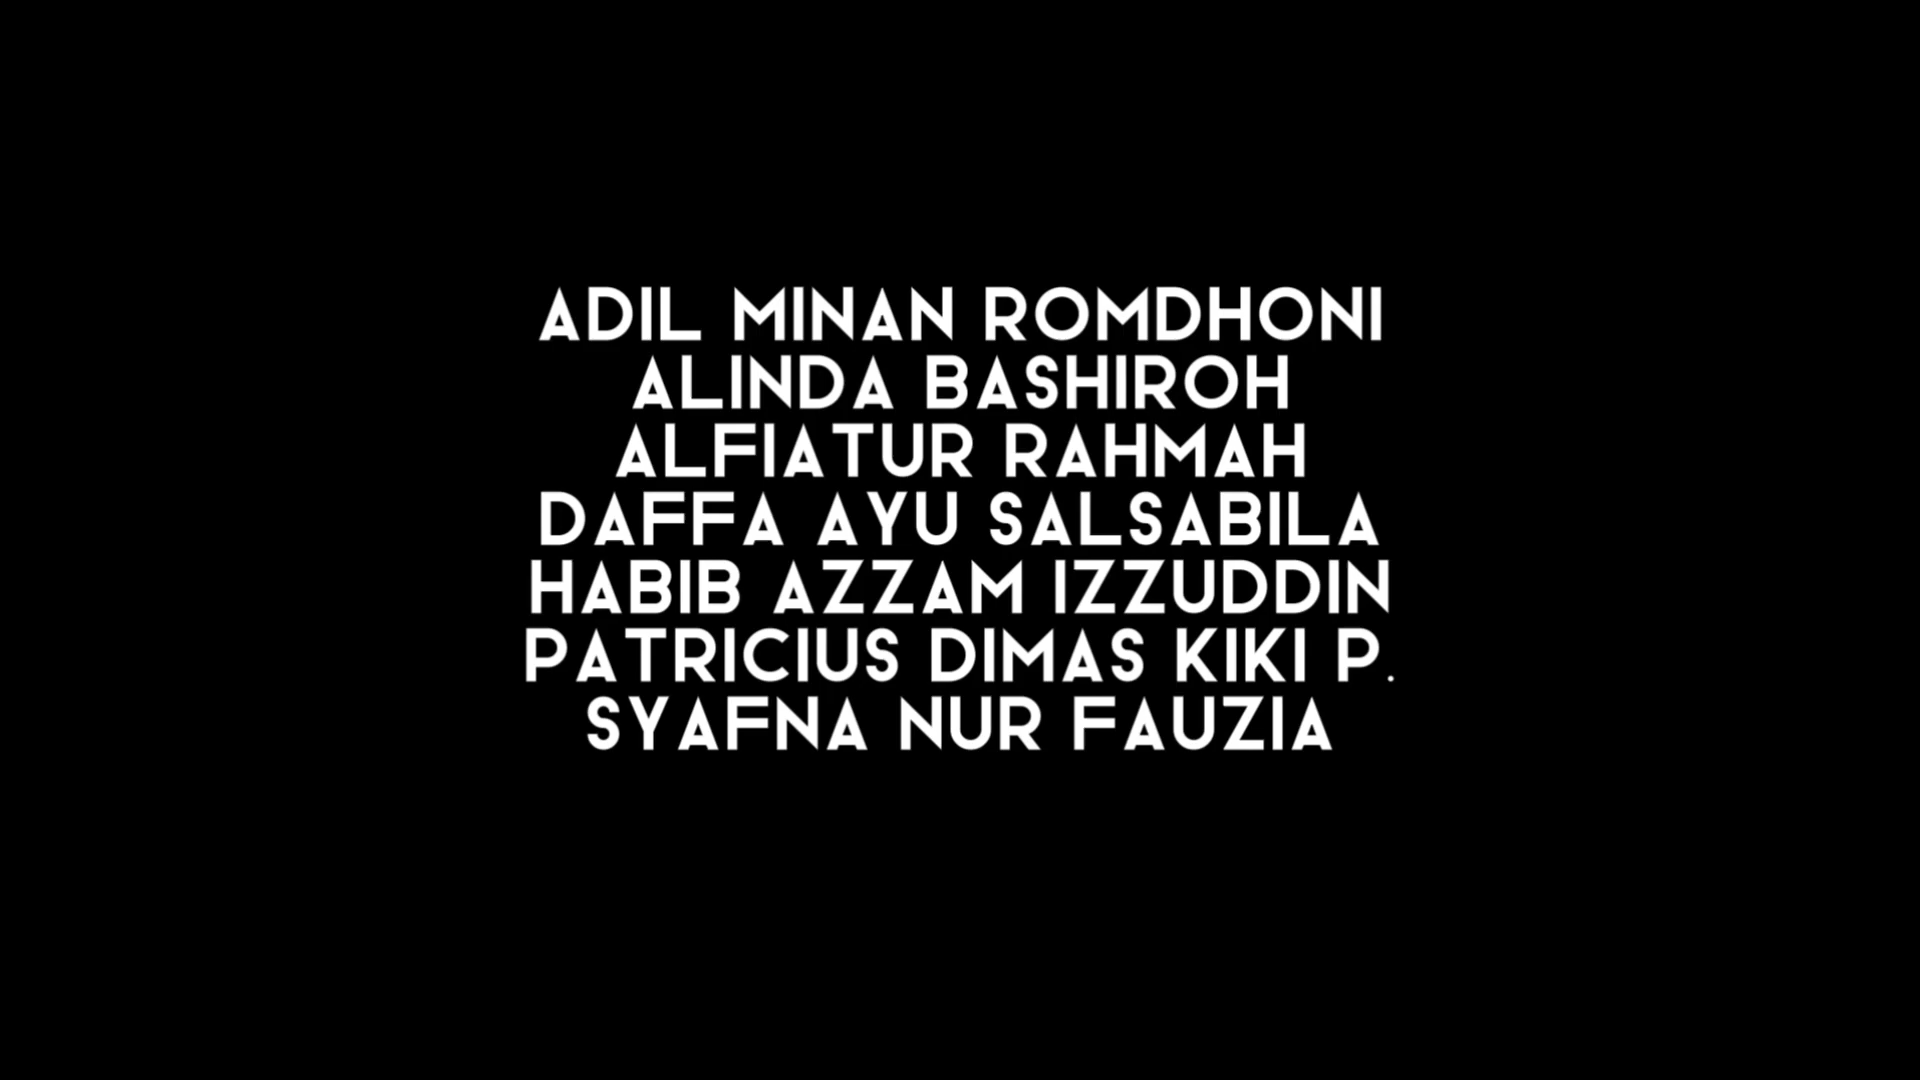 ADIL MINAN ROMDHONI
ALINDA BASHIROH
ALFIATUR RAHMAH
DAFFA AYU SALSABILA
HABIB AZZAM IZZUDDIN
PATRICIUS DIMAS KIKI P.
SYAFNA NUR FAUZIA